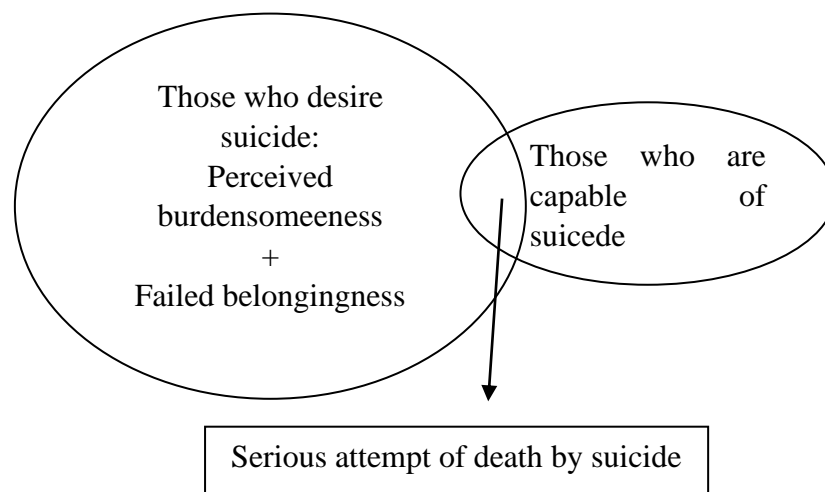 Those who desire
suicide:
Perceived
burdensomeeness
+
Failed belongingness
Those who are
capable of
suicede
Serious attempt of death by suicide